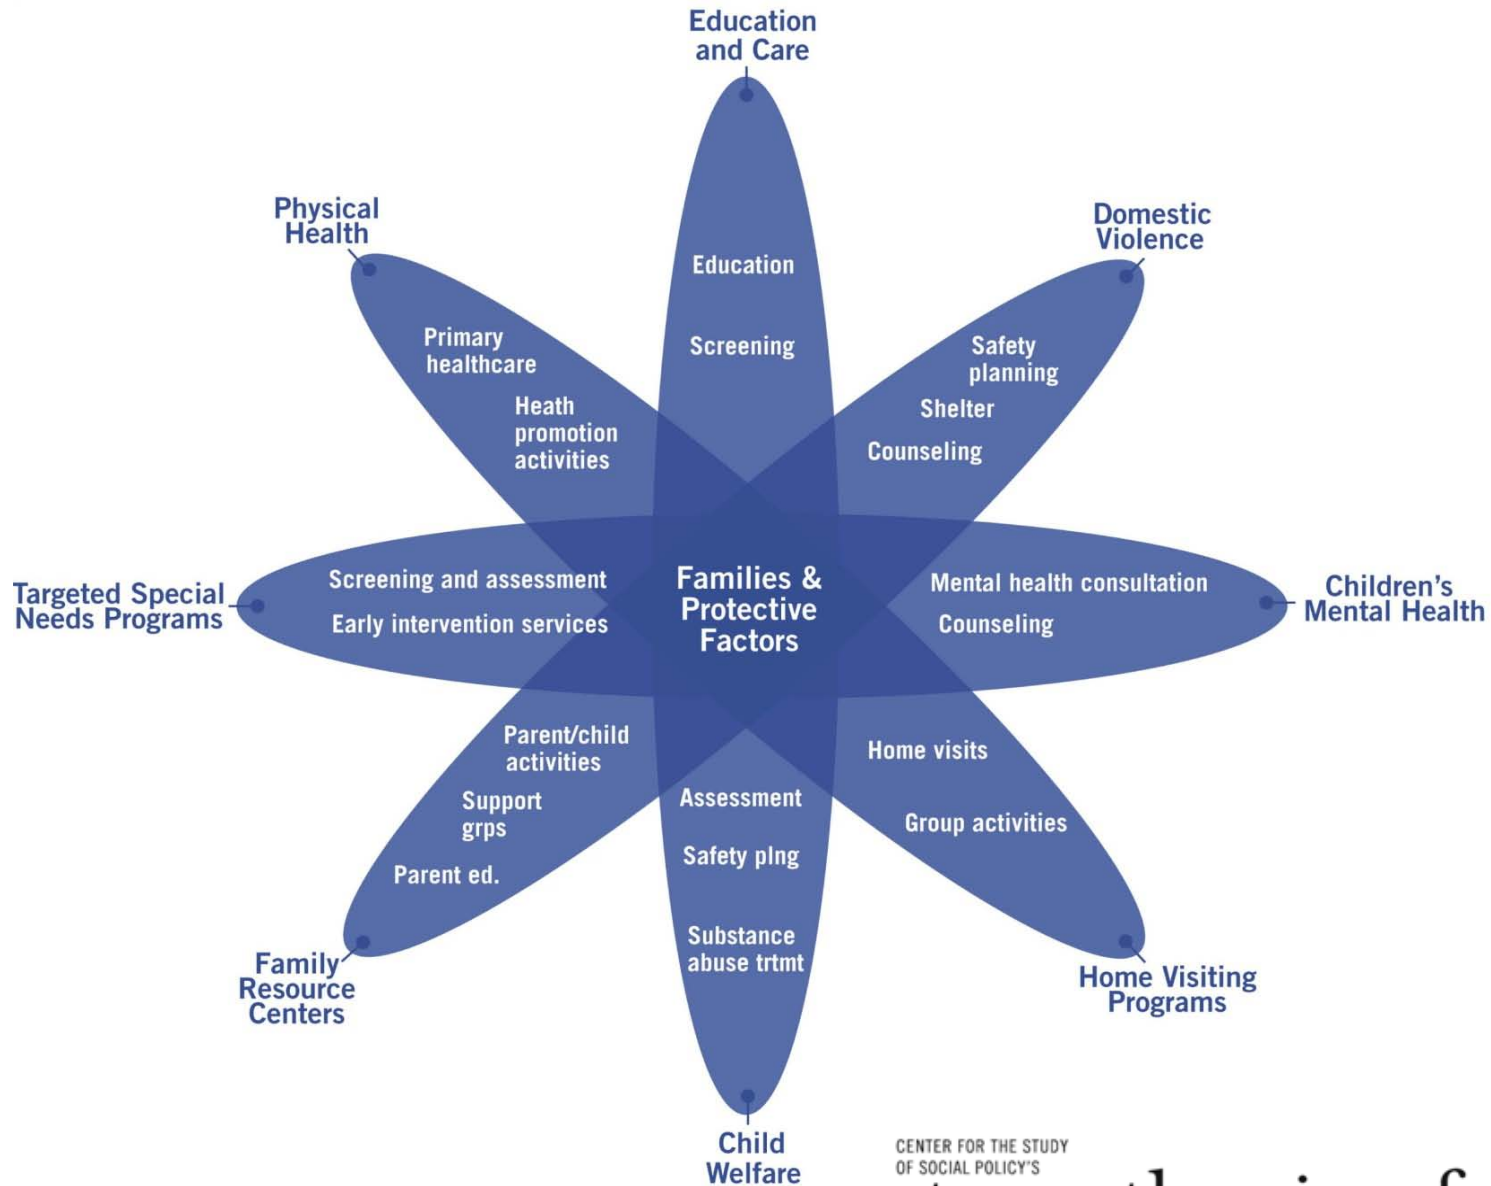 Education
and Care
Physical
Health
Domestic
Violence
Education
Screening
Primary
healthcare
Heath
promotion
activities
Safety
planning
Shelter
Counseling
Targeted Special
Needs Programs
Screening and assessment
Early intervention services
Families &
Protective
Factors
Mental health consultation
Counseling
Children's
Mental Health
Parent/child
activities
Support
grps
Parent ed.
Assessment
Safety plng
Substance
abuse trtmt
Home visits
Group activities
Family
Resource
Centers
Home Visiting
Programs
Child
Welfare
CENTER FOR THE STUDY
OF SOCIAL POLICY'S